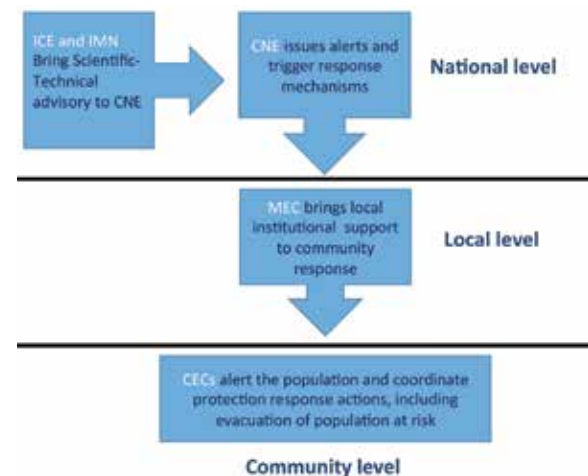 ICE and IMN
Bring Scientific-
Technical
advisory to CNE
CNE issues alerts and
trigger response
mechanisms
National level
MEC brings local
institutional support
to community
response
Local level
CECs alert the population and coordinate
protection response actions, including
evacuation of population at risk
Community level